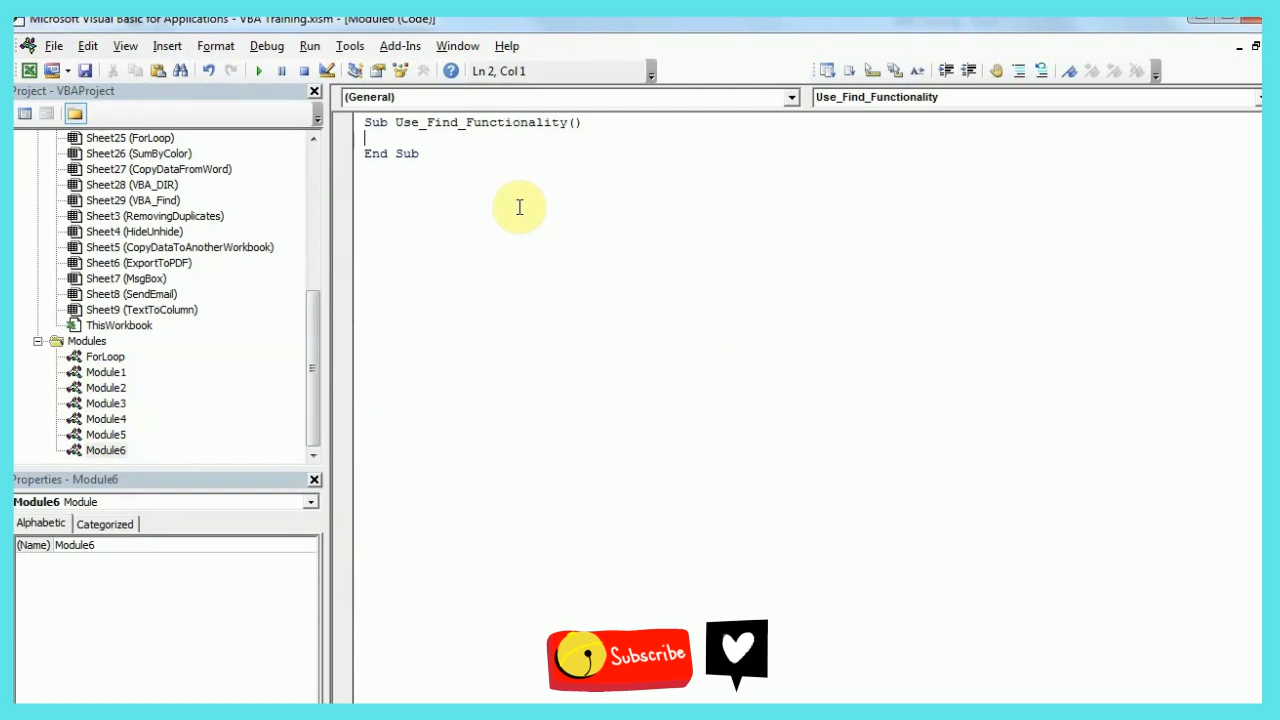 Microsoft Visual Basic for Applications - VBA Training.xlsm - [Module6 (Code)]
File Edit View Insert Format Debug Run Tools Add-Ins Window Help
Ln 2, Col 1
Project - VBAProject
(General)
Use_Find_Functionality
Sheet25 (ForLoop)
Sheet26 (SumByColor)
Sheet27 (CopyDataFromWord)
Sheet28 (VBA_DIR)
Sheet29 (VBA_Find)
Sheet3 (RemovingDuplicates)
Sheet4 (HideUnhide)
Sheet5 (CopyDataToAnotherWorkbook)
Sheet6 (ExportToPDF)
Sheet7 (MsgBox)
Sheet8 (SendEmail)
Sheet9 (TextToColumn)
ThisWorkbook
Modules
ForLoop
Module1
Module2
Module3
Module4
Module5
Module6
Properties - Module6
Module6 Module
Alphabetic Categorized
(Name) Module6
Sub Use_Find_Functionality()
End Sub
Subscribe